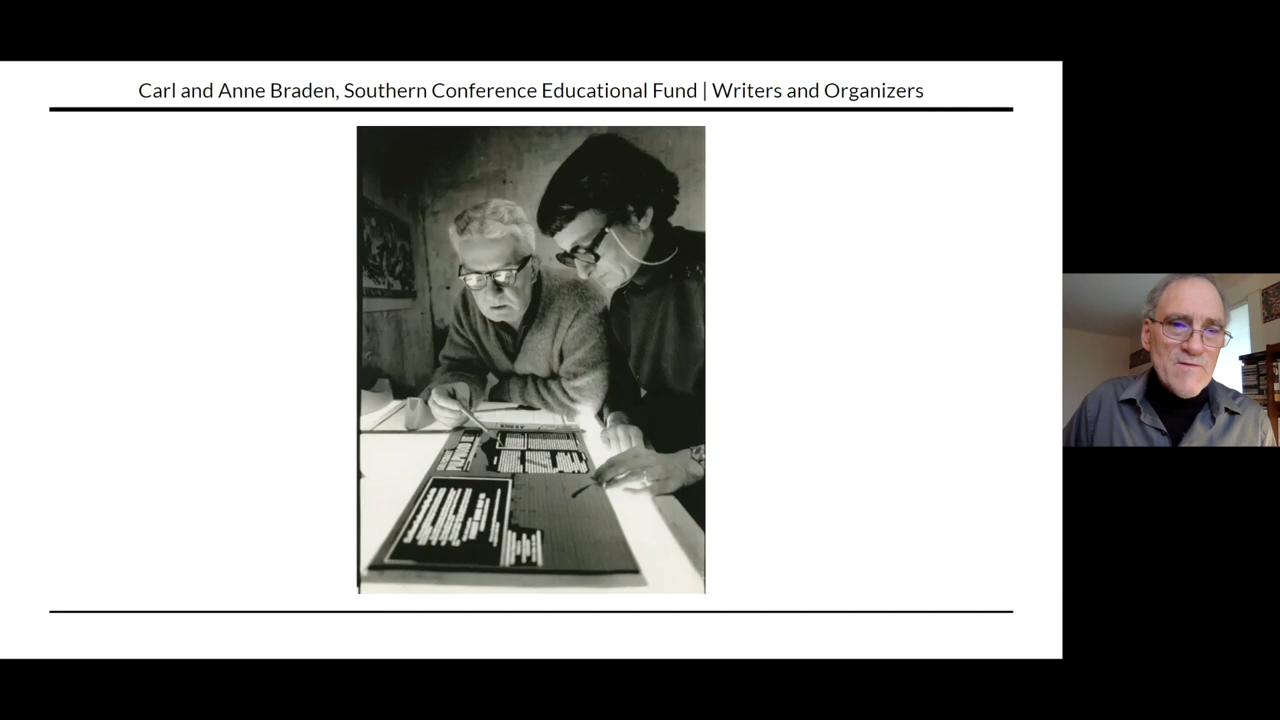 Carl and Anne Braden, Southern Conference Educational Fund | Writers and Organizers